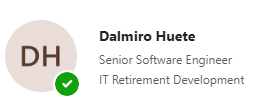 DH
Dalmiro Huete
Senior Software Engineer
IT Retirement Development